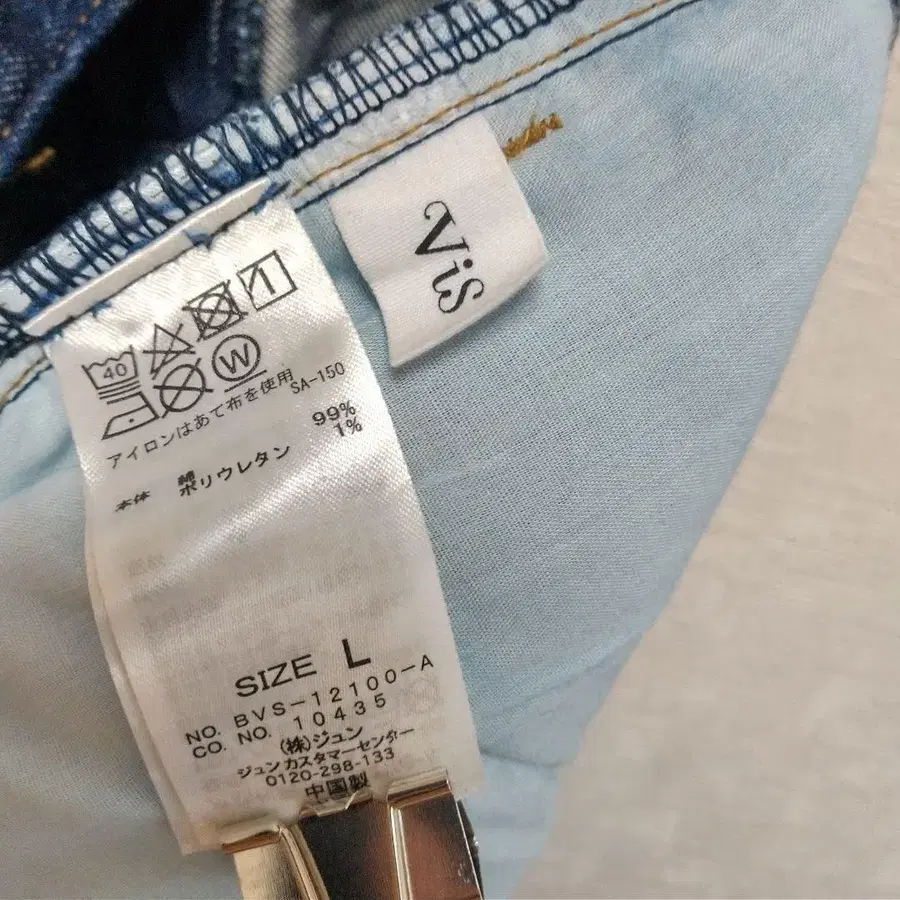 ViS
40
W
アイロンはあて布を使用
SA-150
本体 綿 99%
ポリウレタン 1%
SIZE L
NO. BVS-12100-A
CO. NO. 10435
(株)ジュン
ジュンカスタマーセンター
0120-298-133
中国製